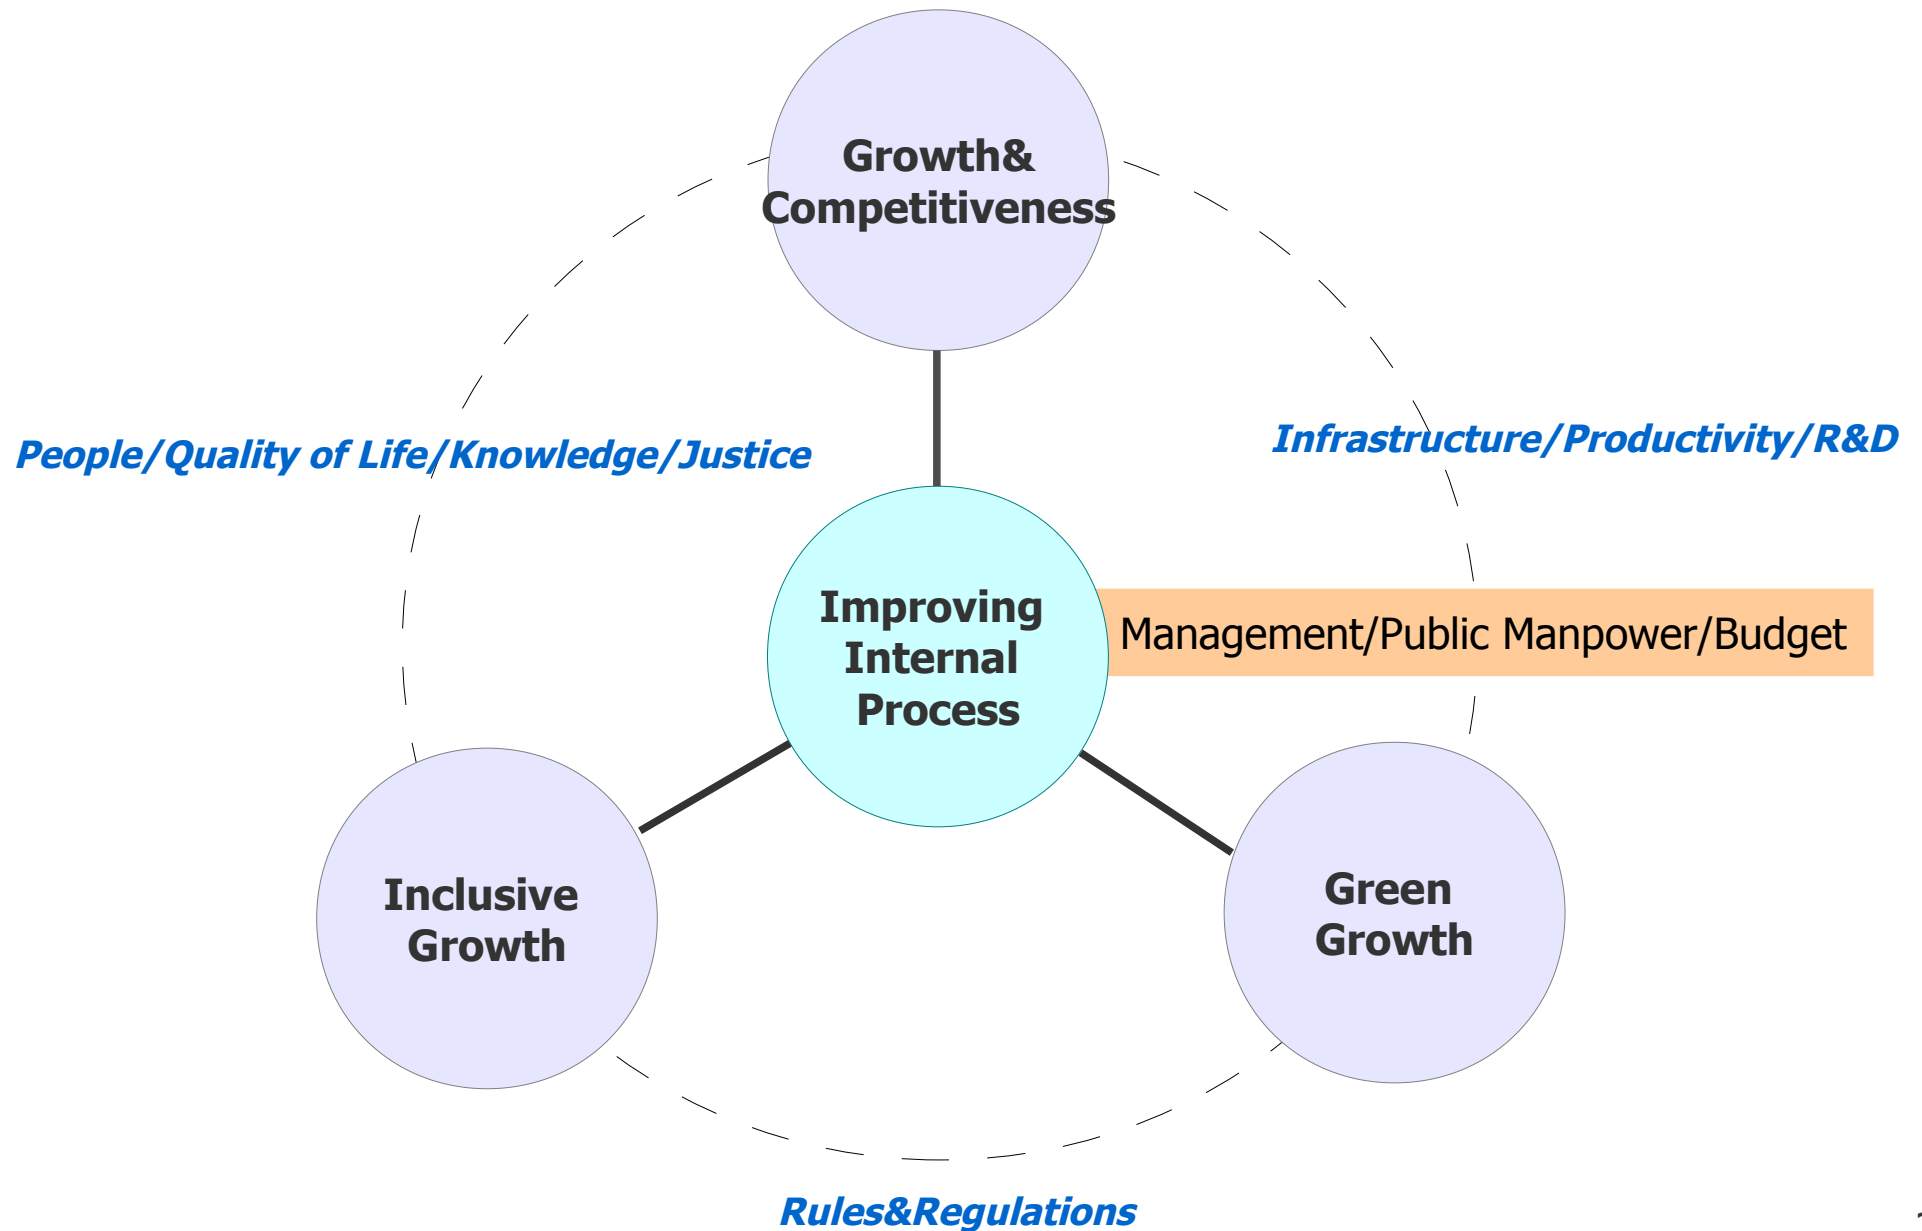 Growth&
Competitiveness
People/Quality of Life/Knowledge/Justice
Infrastructure/Productivity/R&D
Improving
Internal
Process
Management/Public Manpower/Budget
Inclusive
Growth
Green
Growth
Rules&Regulations